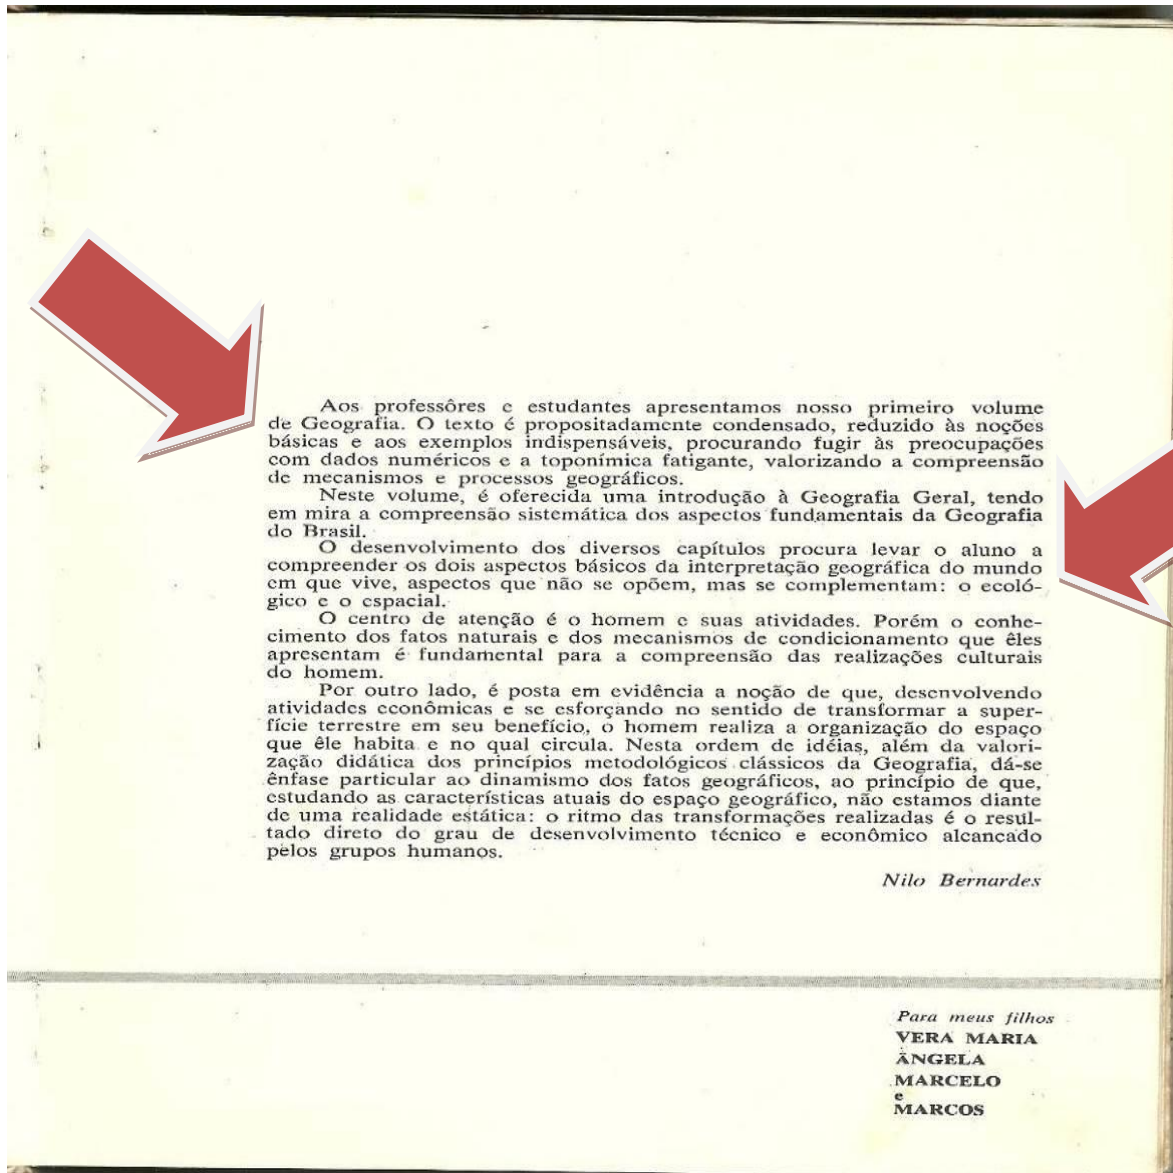 Aos professôres e estudantes apresentamos nosso primeiro volume
de Geografia. O texto é propositadamente condensado, reduzido às noções
básicas e aos exemplos indispensáveis, procurando fugir às preocupações
com dados numéricos e a toponímica fatigante, valorizando a compreensão
de mecanismos e processos geográficos.
Neste volume, é oferecida uma introdução à Geografia Geral, tendo
em mira a compreensão sistemática dos aspectos fundamentais da Geografia
do Brasil.
O desenvolvimento dos diversos capítulos procura levar o aluno a
compreender os dois aspectos básicos da interpretação geográfica do mundo
em que vive, aspectos que não se opõem, mas se complementam: o ecoló-
gico e o espacial.
O centro de atenção é o homem e suas atividades. Porém o conhe-
cimento dos fatos naturais e dos mecanismos de condicionamento que êles
apresentam é fundamental para a compreensão das realizações culturais
do homem.
Por outro lado, é posta em evidência a noção de que, desenvolvendo
atividades econômicas e se esforçando no sentido de transformar a super-
fície terrestre em seu benefício, o homem realiza a organização do espaço
que êle habita e no qual circula. Nesta ordem de idéias, além da valori-
zação didática dos princípios metodológicos clássicos da Geografia, dá-se
ênfase particular ao dinamismo dos fatos geográficos, ao princípio de que,
estudando as características atuais do espaço geográfico, não estamos diante
de uma realidade estática: o ritmo das transformações realizadas é o resul-
tado direto do grau de desenvolvimento técnico e econômico alcançado
pelos grupos humanos.
Nilo Bernardes
Para meus filhos
VERA MARIA
ÂNGELA
MARCELO
e
MARCOS